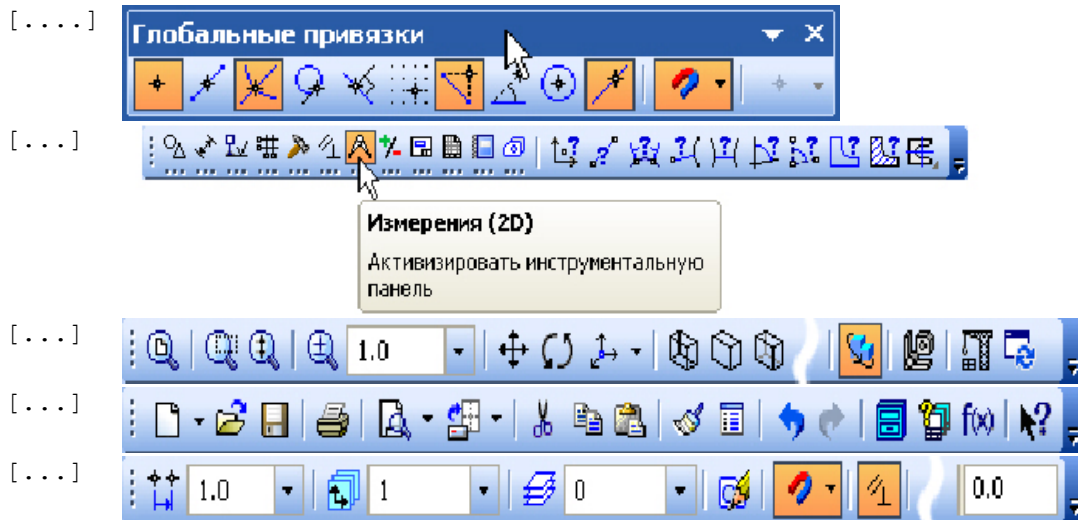 [....]
Глобальные привязки
[...]
Измерения (2D)
Активизировать инструментальную
панель
[...]
1.0
[...]
f(x)
[...]
1.0
1
0
0.0